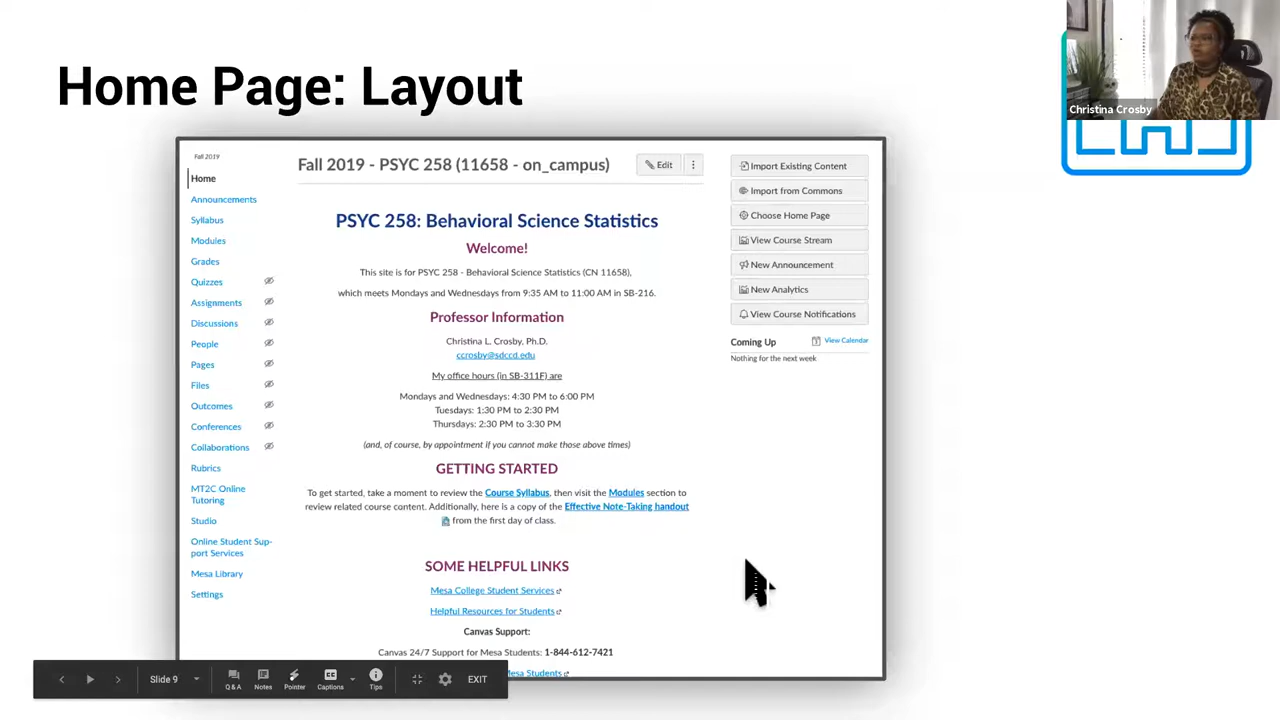 Home Page: Layout
Christina Crosby
Fall 2019
Home
Announcements
Syllabus
Modules
Grades
Quizzes
Assignments
Discussions
People
Pages
Files
Outcomes
Conferences
Collaborations
Rubrics
MT2C Online
Tutoring
Studio
Online Student Sup-
port Services
Mesa Library
Settings
Fall 2019 - PSYC 258 (11658 - on_campus)
Edit
PSYC 258: Behavioral Science Statistics
Welcome!
This site is for PSYC 258 - Behavioral Science Statistics (CN 11658),
which meets Mondays and Wednesdays from 9:35 AM to 11:00 AM in SB-216.
Professor Information
Christina L. Crosby, Ph.D.
ccrosby@sdccd.edu
My office hours (in SB-311F) are
Mondays and Wednesdays: 4:30 PM to 6:00 PM
Tuesdays: 1:30 PM to 2:30 PM
Thursdays: 2:30 PM to 3:30 PM
(and, of course, by appointment if you cannot make those above times)
GETTING STARTED
To get started, take a moment to review the Course Syllabus, then visit the Modules section to
review related course content. Additionally, here is a copy of the Effective Note-Taking handout
from the first day of class.
SOME HELPFUL LINKS
Mesa College Student Services
Helpful Resources for Students
Canvas Support:
Canvas 24/7 Support for Mesa Students: 1-844-612-7421
Mesa Students
Import Existing Content
Import from Commons
Choose Home Page
View Course Stream
New Announcement
New Analytics
View Course Notifications
Coming Up
View Calendar
Nothing for the next week
Slide 9
Q & A
Notes
Pointer
Captions
Tips
EXIT